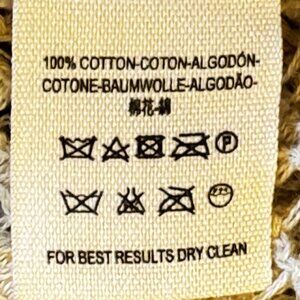 100% COTTON-COTON-ALGODÓN-
COTONE-BAUMWOLLE-ALGODÃO-
棉花-綿
P
FOR BEST RESULTS DRY CLEAN